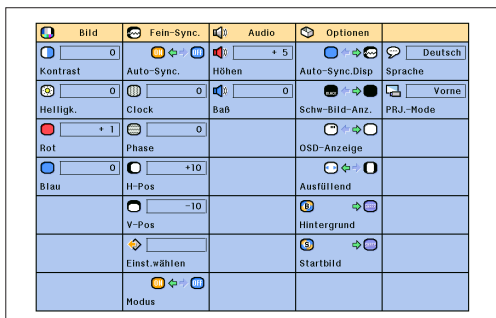 Bild Fein-Sync. Audio Optionen
0 ON + 5 Deutsch
Kontrast Auto-Sync. Höhen Auto-Sync.Disp Sprache
0 0 0 BLACK Vorne
Helligk. Clock Baß Schw-Bild-Anz. PRJ.-Mode
+ 1 0
Rot Phase OSD-Anzeige
0 +10
Blau H-Pos Ausfüllend
-10 B
V-Pos Hintergrund
S
Einst.wählen Startbild
Modus